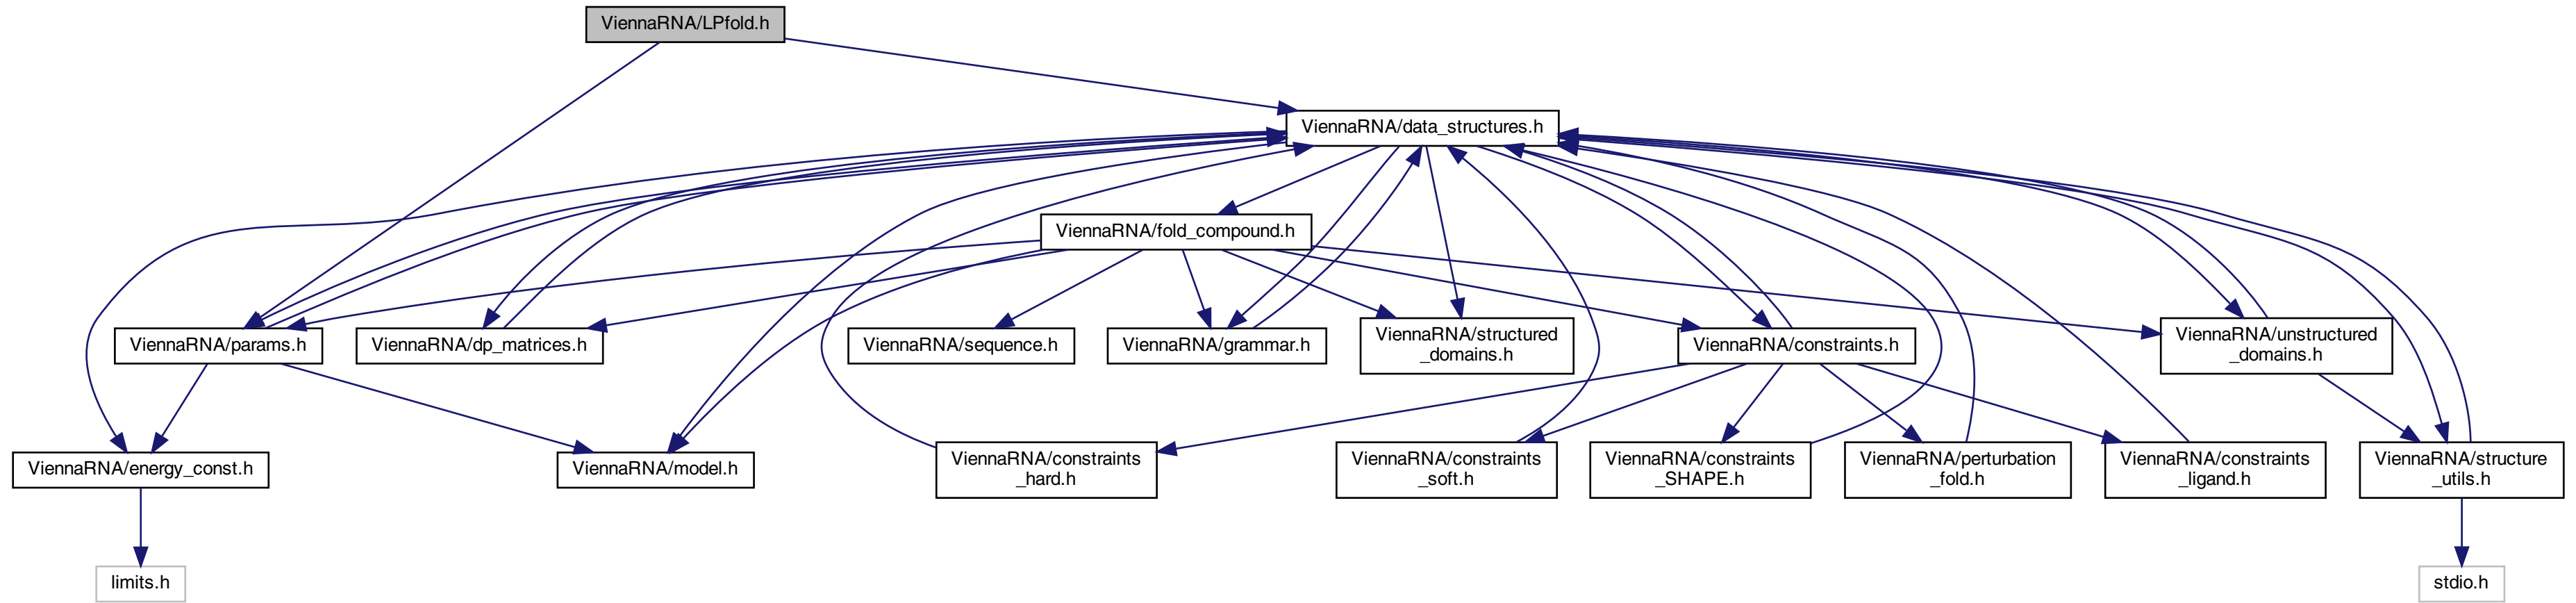 ViennaRNA/LPfold.h
ViennaRNA/data_structures.h
ViennaRNA/fold_compound.h
ViennaRNA/params.h
ViennaRNA/dp_matrices.h
ViennaRNA/sequence.h
ViennaRNA/grammar.h
ViennaRNA/structured
_domains.h
ViennaRNA/constraints.h
ViennaRNA/unstructured
_domains.h
ViennaRNA/energy_const.h
ViennaRNA/model.h
ViennaRNA/constraints
_hard.h
ViennaRNA/constraints
_soft.h
ViennaRNA/constraints
_SHAPE.h
ViennaRNA/perturbation
_fold.h
ViennaRNA/constraints
_ligand.h
ViennaRNA/structure
_utils.h
limits.h
stdio.h